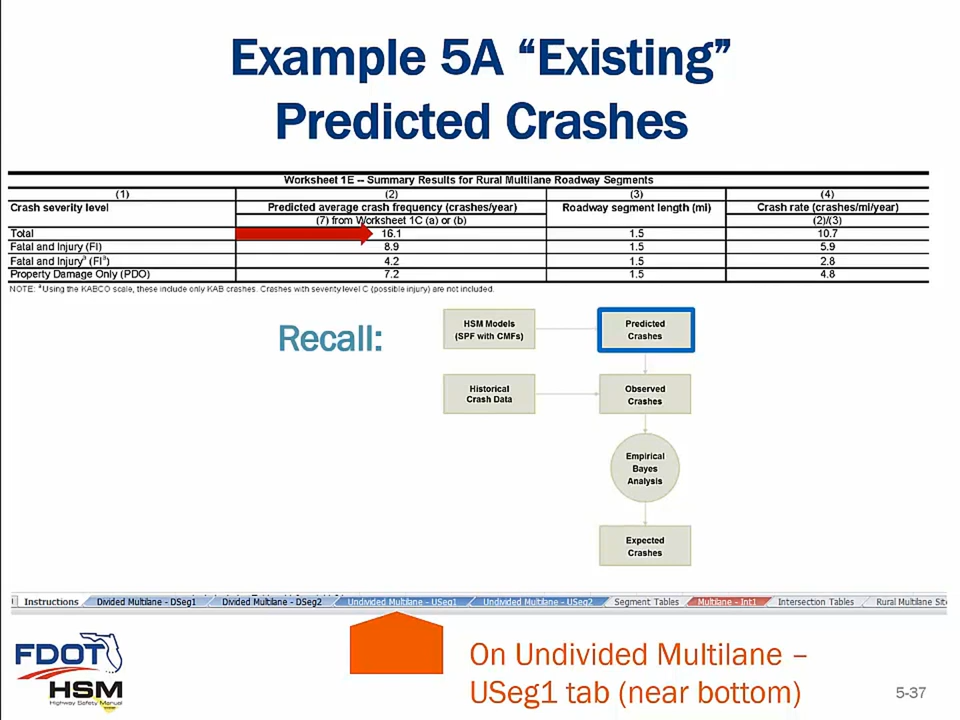 Example 5A “Existing”
Predicted Crashes
Worksheet 1E -- Summary Results for Rural Multilane Roadway Segments
(1) (2) (3) (4)
Crash severity level Predicted average crash frequency (crashes/year) Roadway segment length (mi) Crash rate (crashes/mi/year)
(7) from Worksheet 1C (a) or (b) (2)/(3)
Total 16.1 1.5 10.7
Fatal and Injury (FI) 8.9 1.5 5.9
Fatal and Injuryᵃ (FIᵃ) 4.2 1.5 2.8
Property Damage Only (PDO) 7.2 1.5 4.8
NOTE: ᵃUsing the KABCO scale, these include only KAB crashes. Crashes with severity level C (possible injury) are not included.
Recall:
HSM Models
(SPF with CMFs)
Predicted
Crashes
Historical
Crash Data
Observed
Crashes
Empirical
Bayes
Analysis
Expected
Crashes
Instructions Divided Multilane - DSeg1 Divided Multilane - DSeg2 Undivided Multilane - USeg1 Undivided Multilane - USeg2 Segment Tables Multilane - Int1 Intersection Tables Rural Multilane Sit
On Undivided Multilane –
USeg1 tab (near bottom)
FDOT
HSM
Highway Safety Manual
5-37